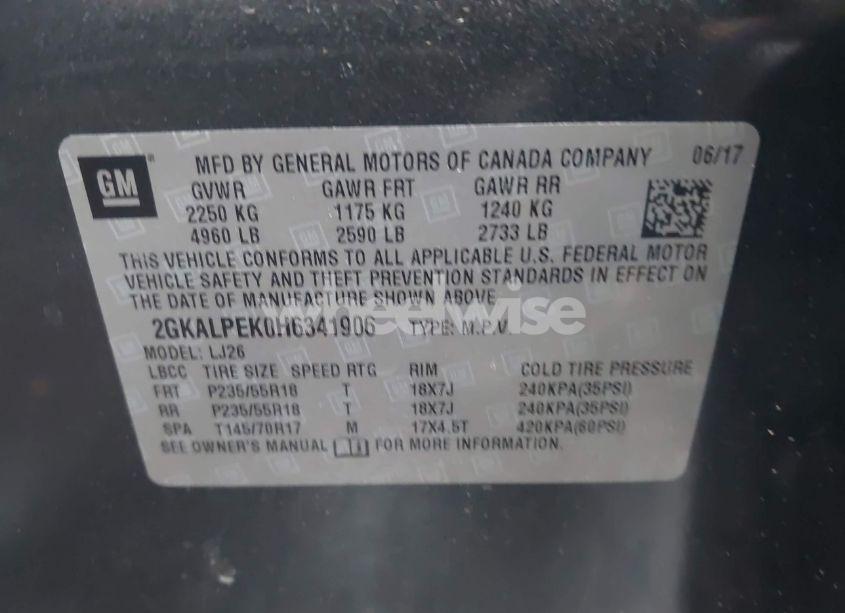 GM
MFD BY GENERAL MOTORS OF CANADA COMPANY 06/17
GVWR GAWR FRT GAWR RR
2250 KG 1175 KG 1240 KG
4960 LB 2590 LB 2733 LB
THIS VEHICLE CONFORMS TO ALL APPLICABLE U.S. FEDERAL MOTOR
VEHICLE SAFETY AND THEFT PREVENTION STANDARDS IN EFFECT ON
THE DATE OF MANUFACTURE SHOWN ABOVE
wheelwise
2GKALPEK0H6341906 TYPE: M.P.V.
MODEL: LJ26
LBCC TIRE SIZE SPEED RTG RIM COLD TIRE PRESSURE
FRT P235/55R18 T 18X7J 240KPA(35PSI)
RR P235/55R18 T 18X7J 240KPA(35PSI)
SPA T145/70R17 M 17X4.5T 420KPA(60PSI)
SEE OWNER'S MANUAL FOR MORE INFORMATION.